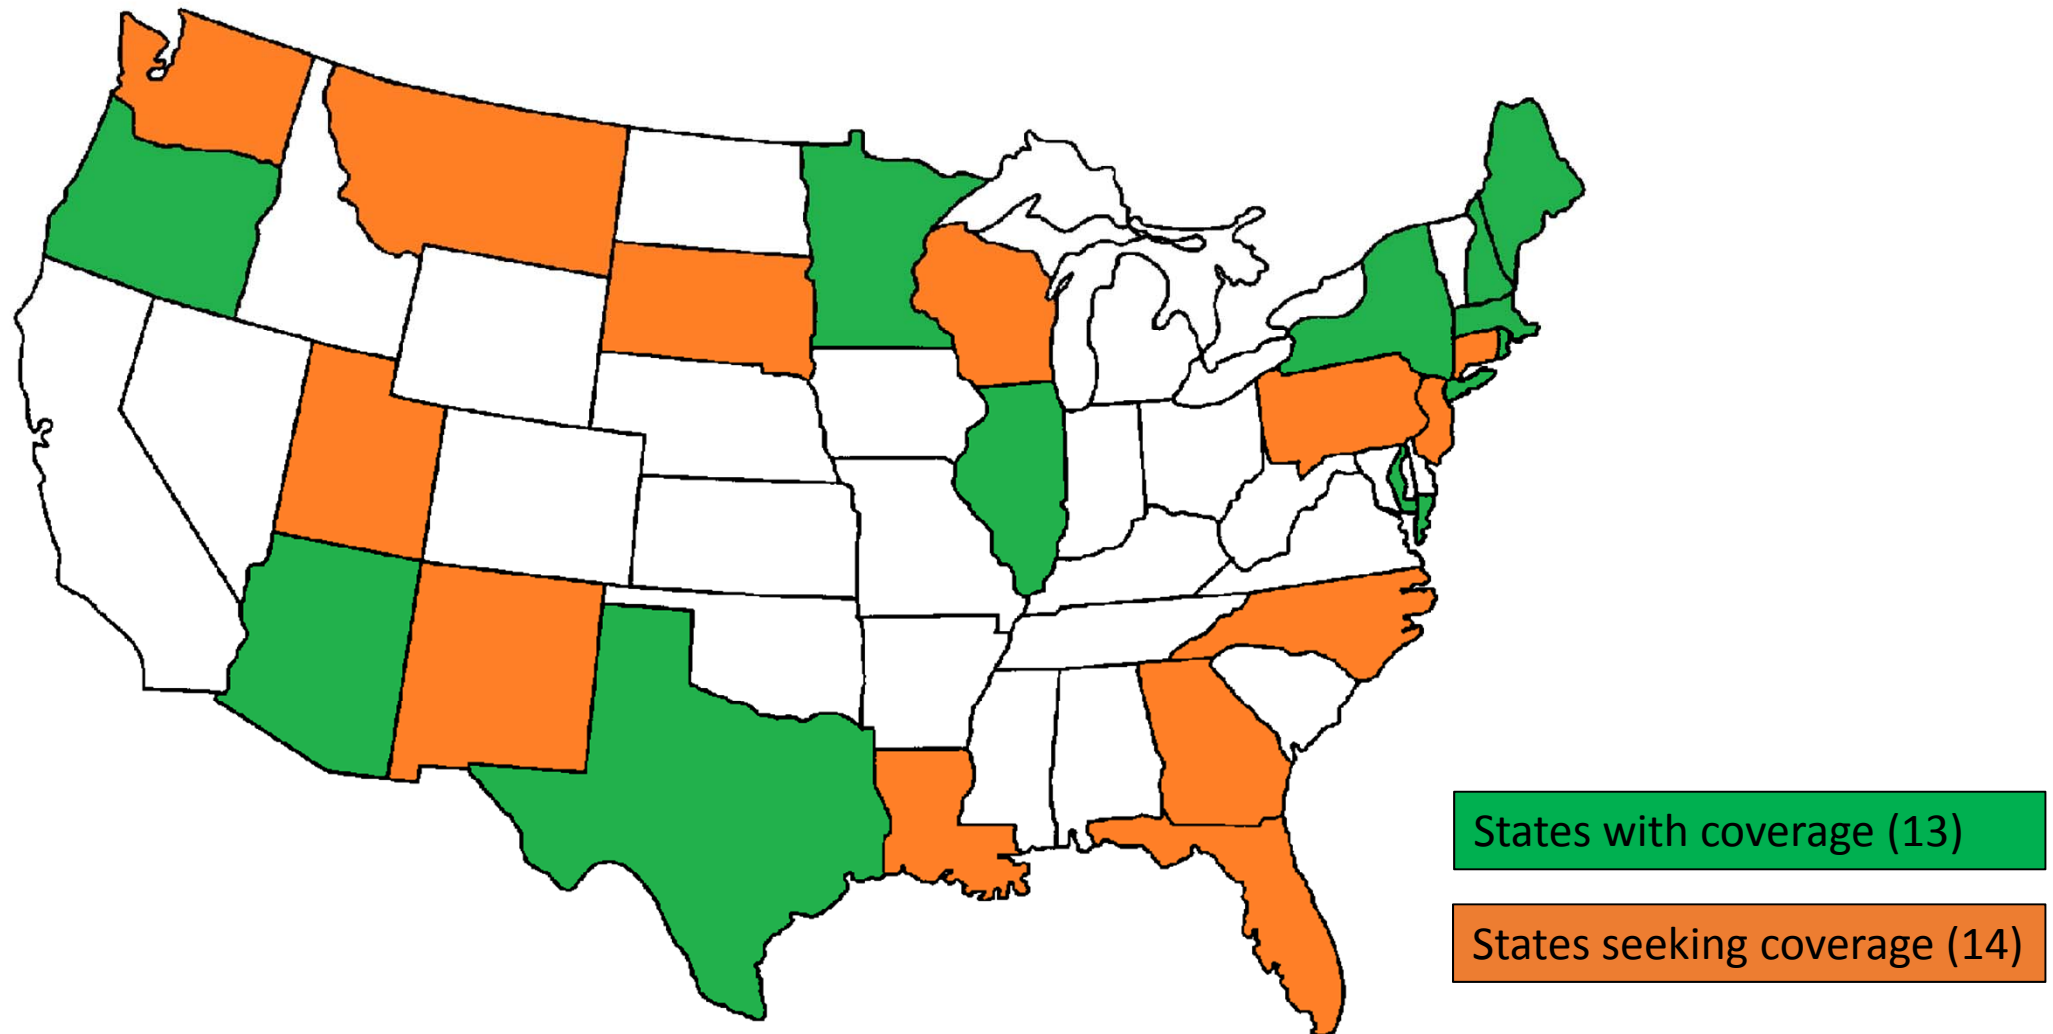 States with coverage (13)
States seeking coverage (14)